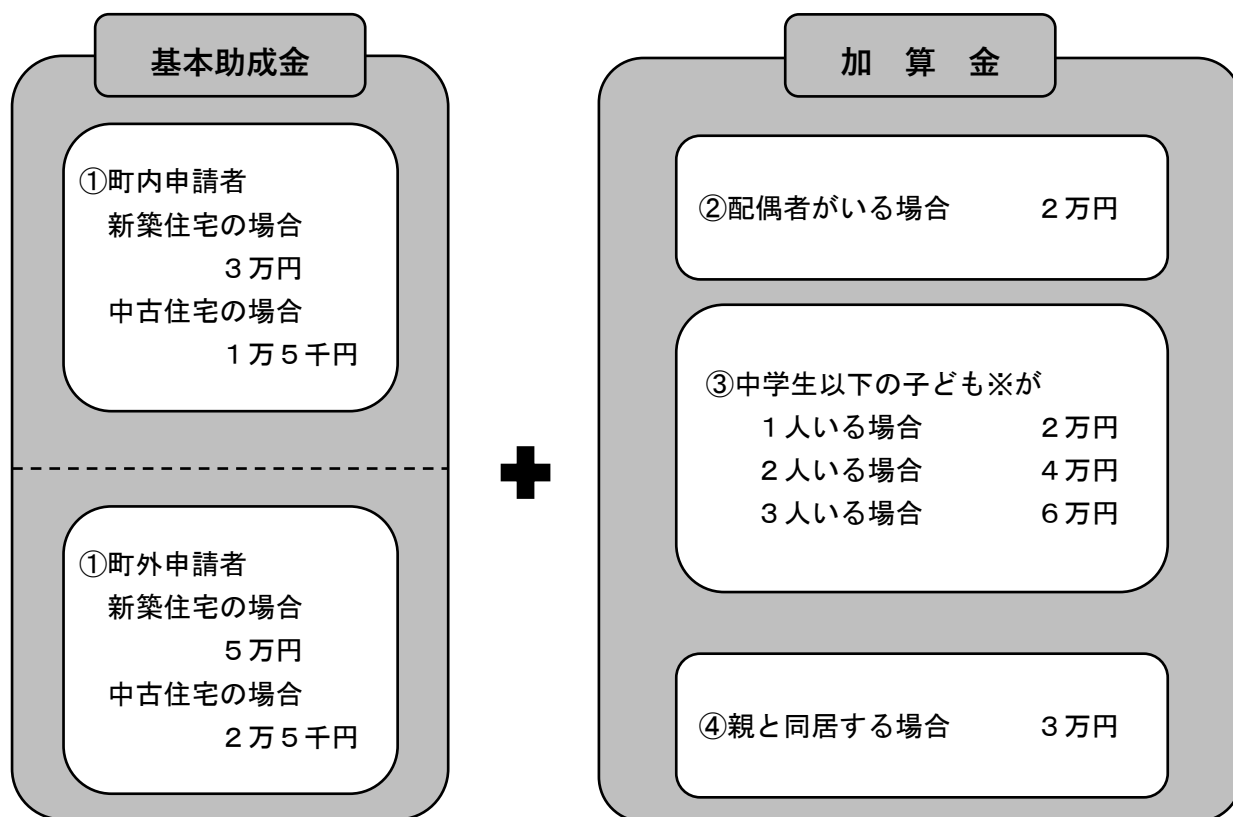 基本助成金
①町内申請者
新築住宅の場合
３万円
中古住宅の場合
１万５千円
①町外申請者
新築住宅の場合
５万円
中古住宅の場合
２万５千円
加　算　金
②配偶者がいる場合　　　２万円
③中学生以下の子ども※が
１人いる場合　　　　２万円
２人いる場合　　　　４万円
３人いる場合　　　　６万円
④親と同居する場合　　　３万円